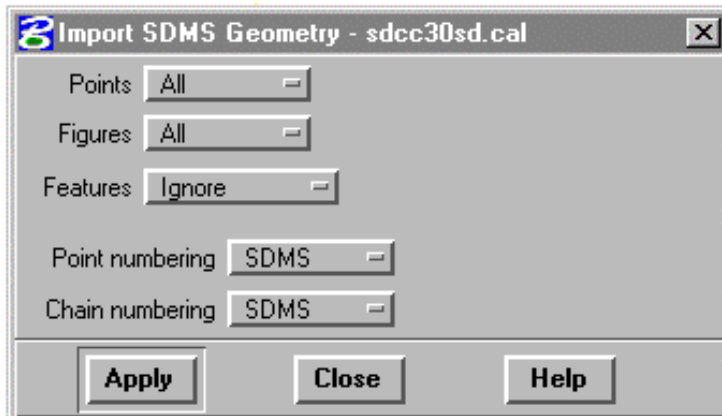 Import SDMS Geometry - sdcc30sd.cal
Points All
Figures All
Features Ignore
Point numbering SDMS
Chain numbering SDMS
Apply Close Help